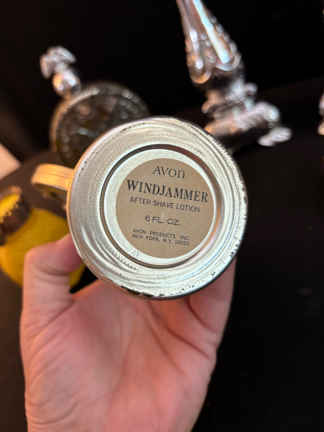 AVON
WINDJAMMER
AFTER SHAVE LOTION
6 FL. OZ.
AVON PRODUCTS, INC.
NEW YORK, N.Y. 10020